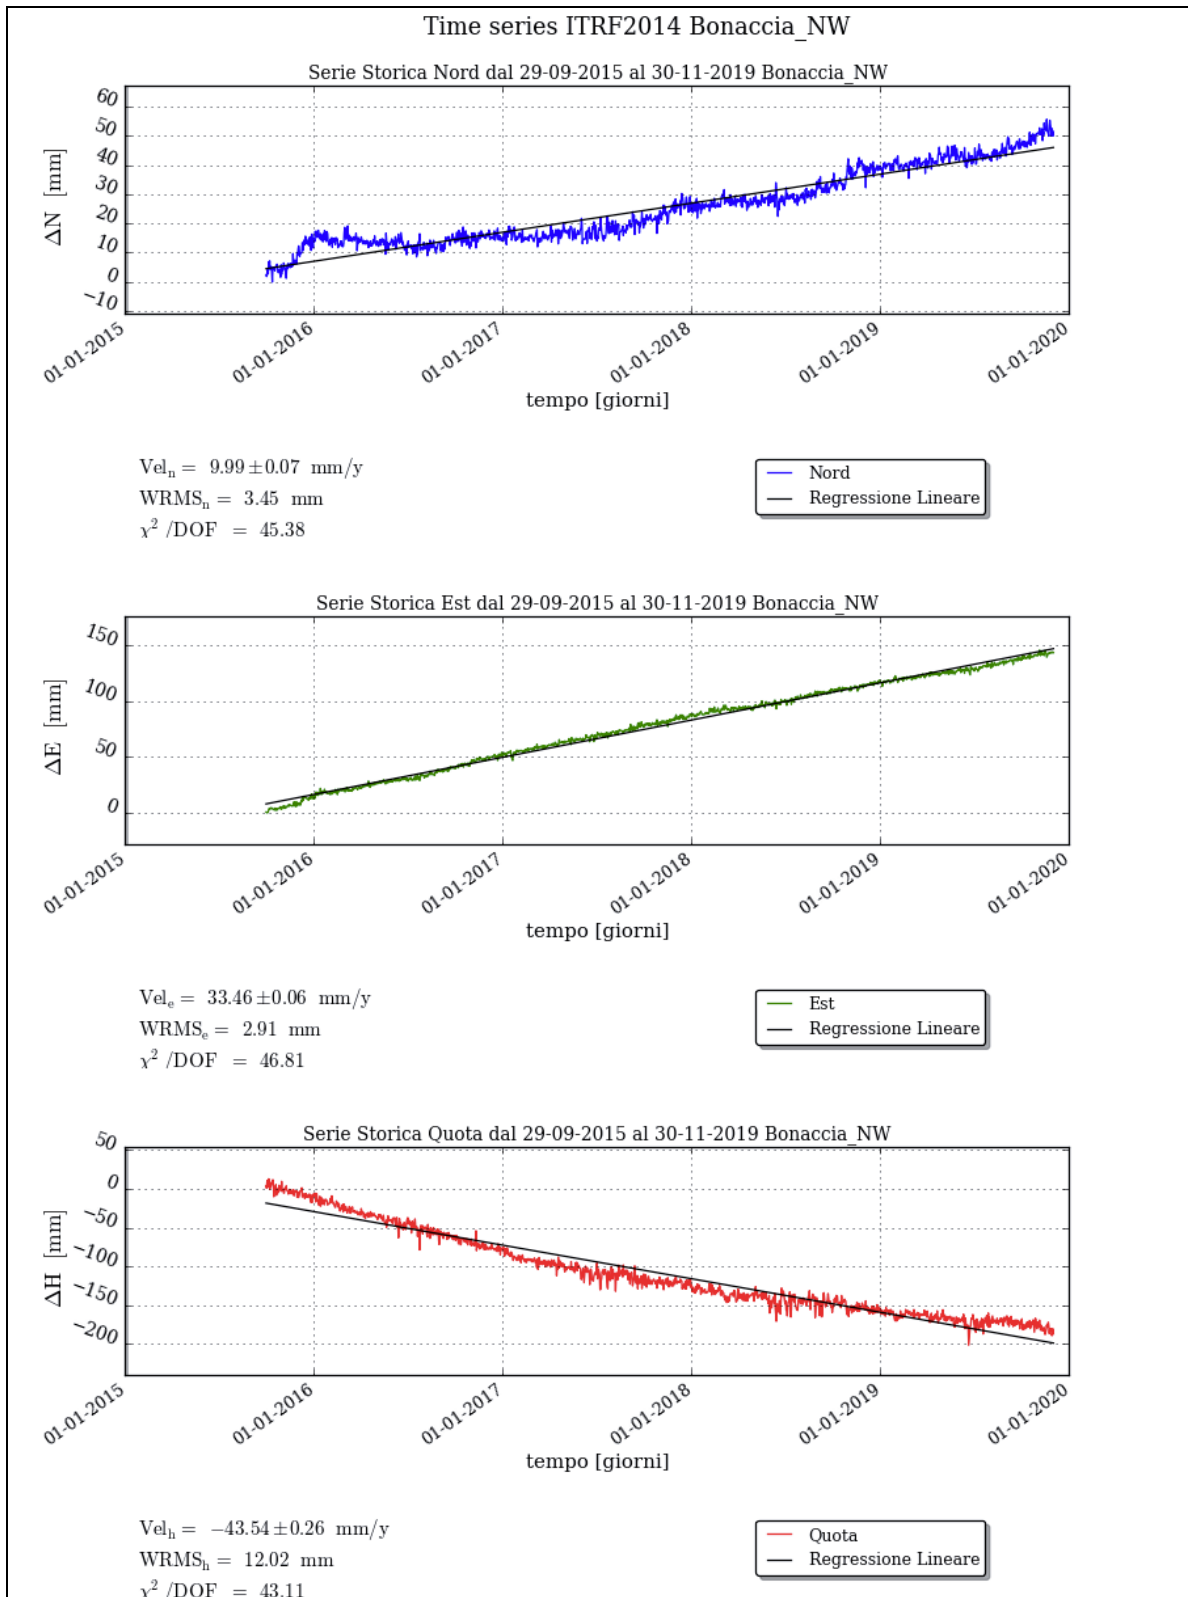 Time series ITRF2014 Bonaccia_NW
Serie Storica Nord dal 29-09-2015 al 30-11-2019 Bonaccia_NW
60
50
40
30
20
10
0
−10
ΔN [mm]
01-01-2015 01-01-2016 01-01-2017 01-01-2018 01-01-2019 01-01-2020
tempo [giorni]
Velₙ = 9.99±0.07 mm/y
WRMSₙ = 3.45 mm
χ² /DOF = 45.38
Nord
Regressione Lineare
Serie Storica Est dal 29-09-2015 al 30-11-2019 Bonaccia_NW
150
100
50
0
ΔE [mm]
01-01-2015 01-01-2016 01-01-2017 01-01-2018 01-01-2019 01-01-2020
tempo [giorni]
Velₑ = 33.46±0.06 mm/y
WRMSₑ = 2.91 mm
χ² /DOF = 46.81
Est
Regressione Lineare
Serie Storica Quota dal 29-09-2015 al 30-11-2019 Bonaccia_NW
50
0
−50
−100
−150
−200
ΔH [mm]
01-01-2015 01-01-2016 01-01-2017 01-01-2018 01-01-2019 01-01-2020
tempo [giorni]
Velₕ = −43.54±0.26 mm/y
WRMSₕ = 12.02 mm
χ² /DOF = 43.11
Quota
Regressione Lineare